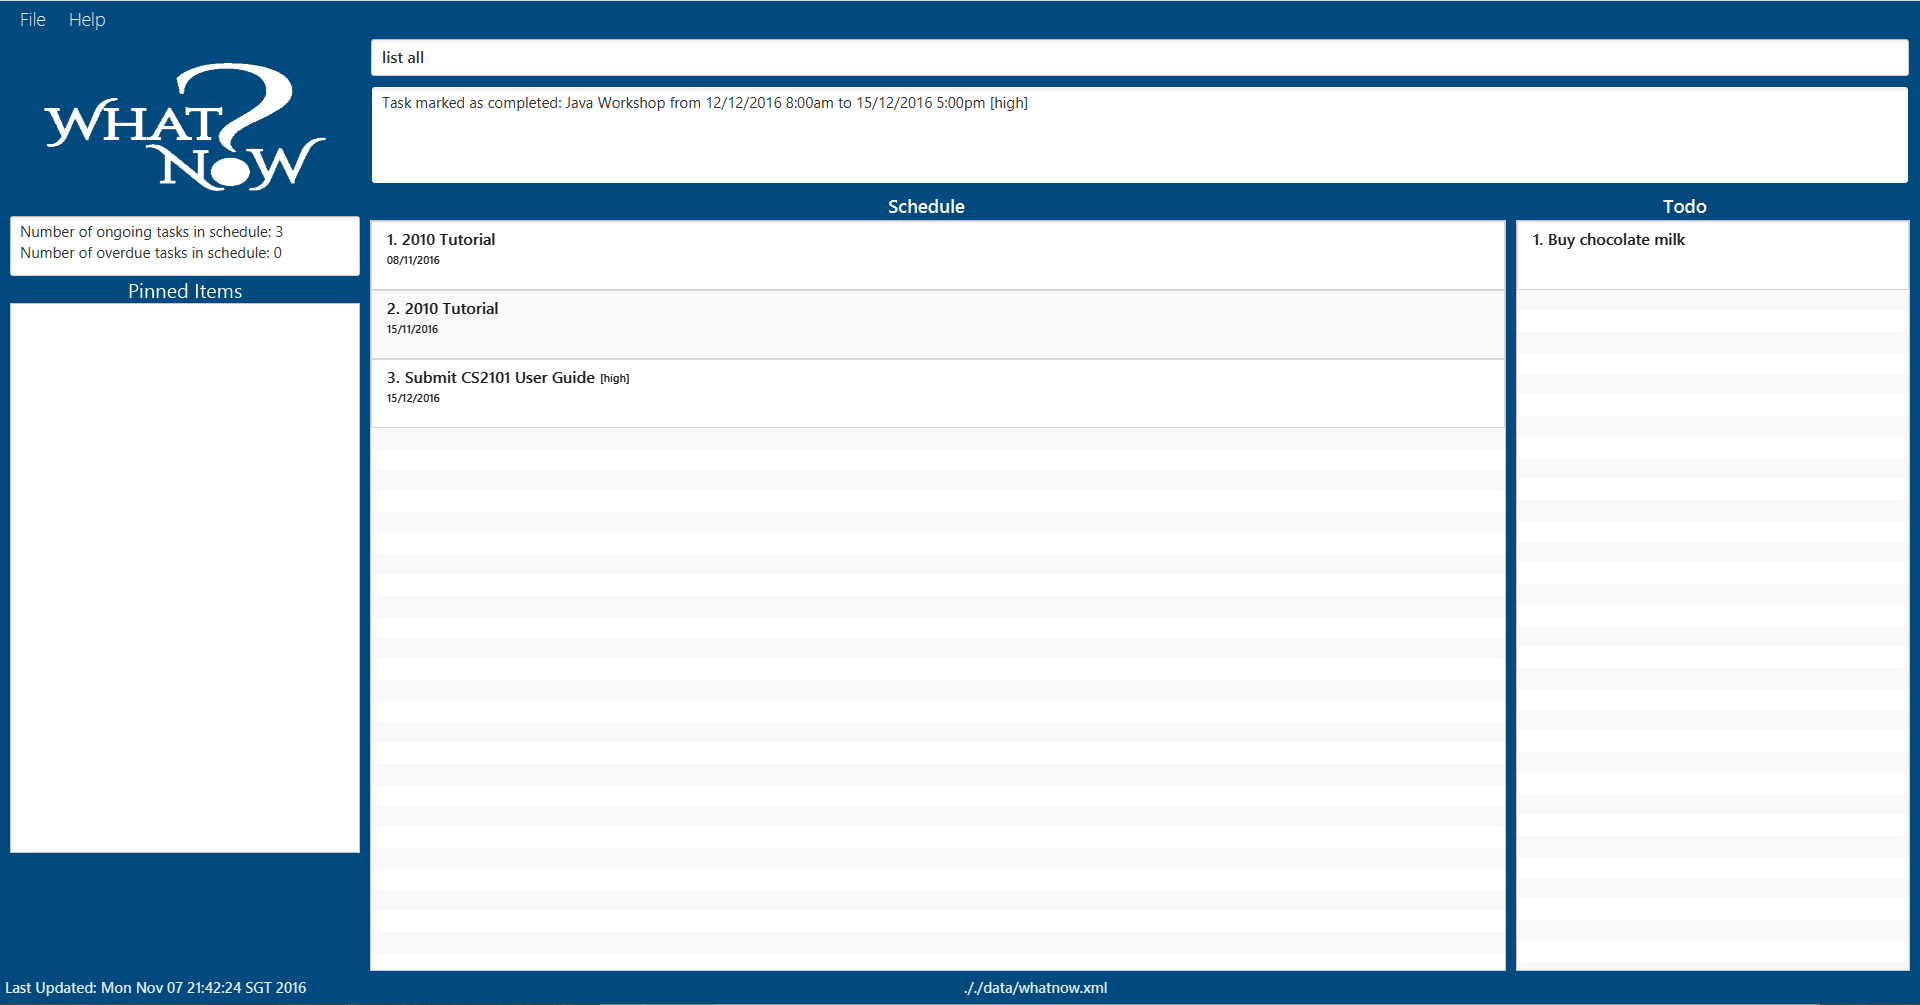 File Help
WHAT NOW
list all
Task marked as completed: Java Workshop from 12/12/2016 8:00am to 15/12/2016 5:00pm [high]
Number of ongoing tasks in schedule: 3
Number of overdue tasks in schedule: 0
Pinned Items
Schedule
1. 2010 Tutorial
08/11/2016
2. 2010 Tutorial
15/11/2016
3. Submit CS2101 User Guide [high]
15/12/2016
Todo
1. Buy chocolate milk
Last Updated: Mon Nov 07 21:42:24 SGT 2016
././data/whatnow.xml